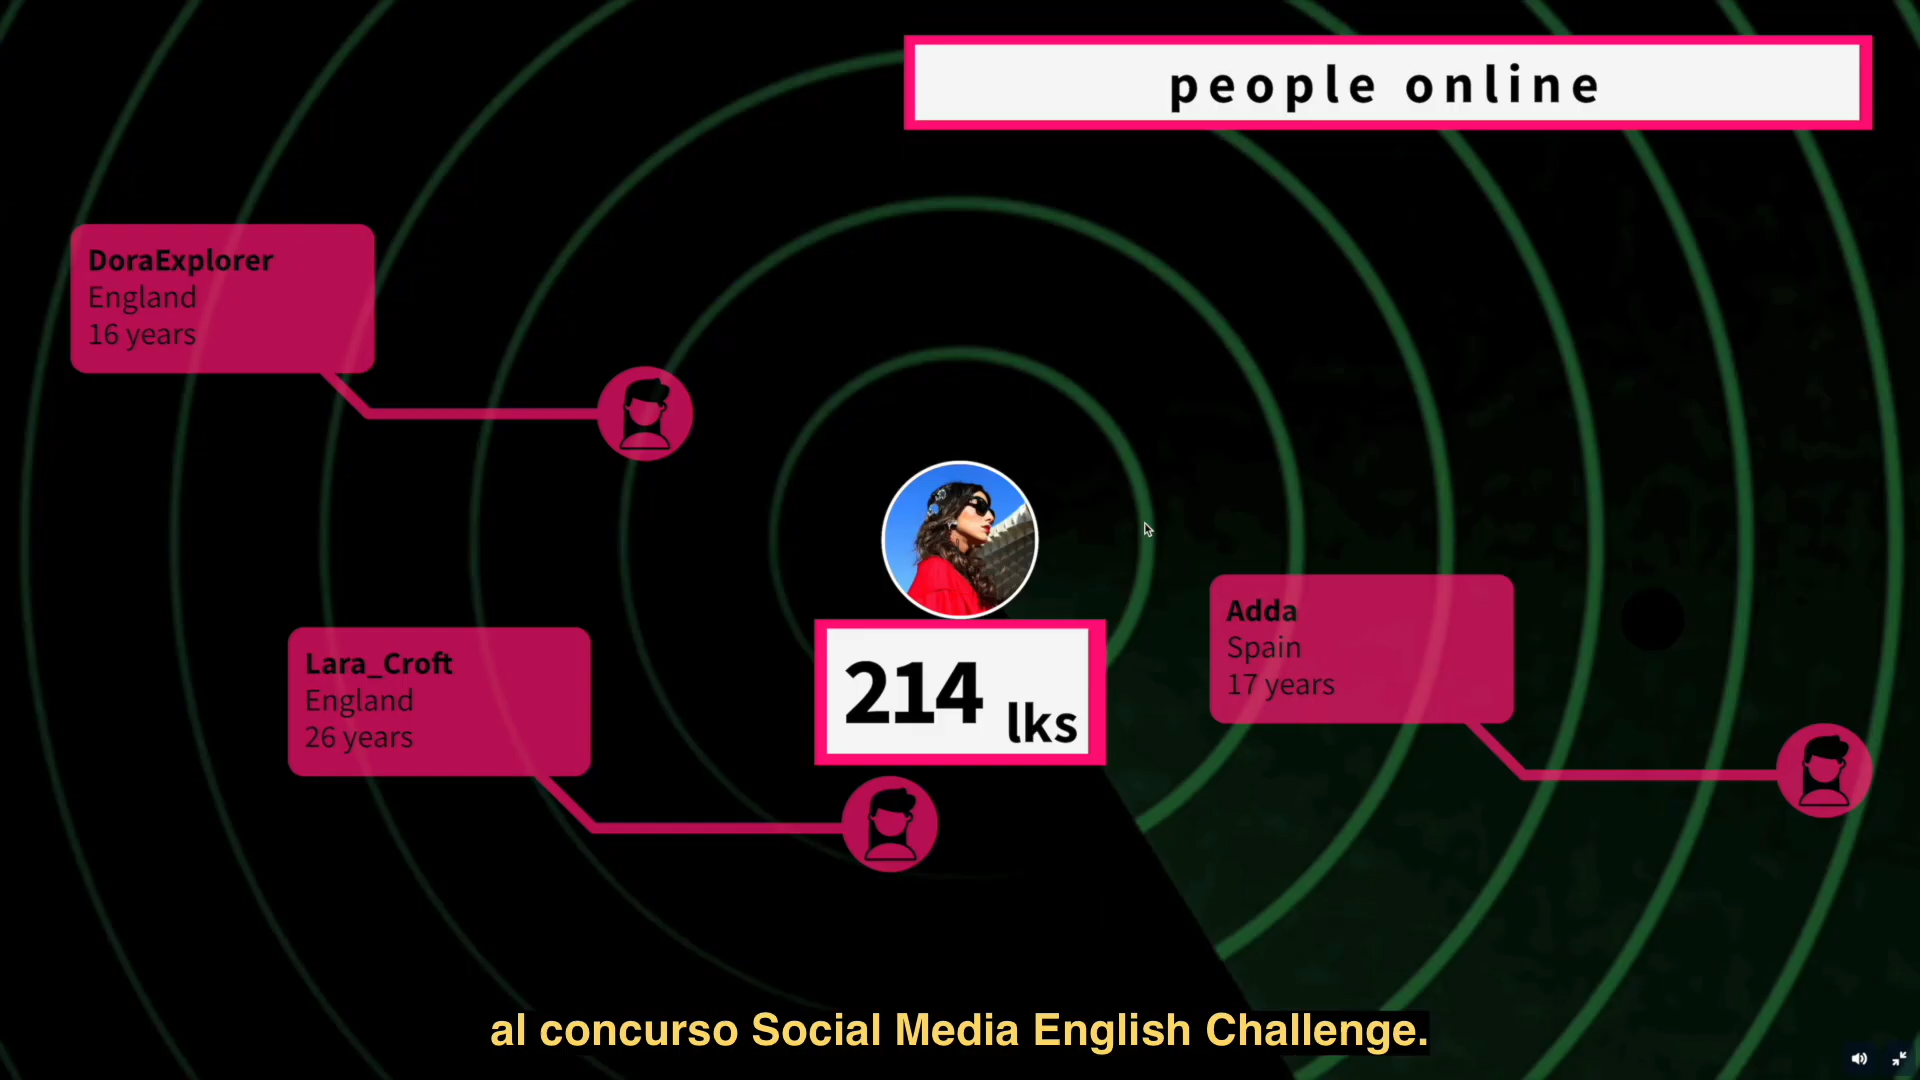 people online
DoraExplorer
England
16 years
Lara_Croft
England
26 years
214 lks
Adda
Spain
17 years
al concurso Social Media English Challenge.